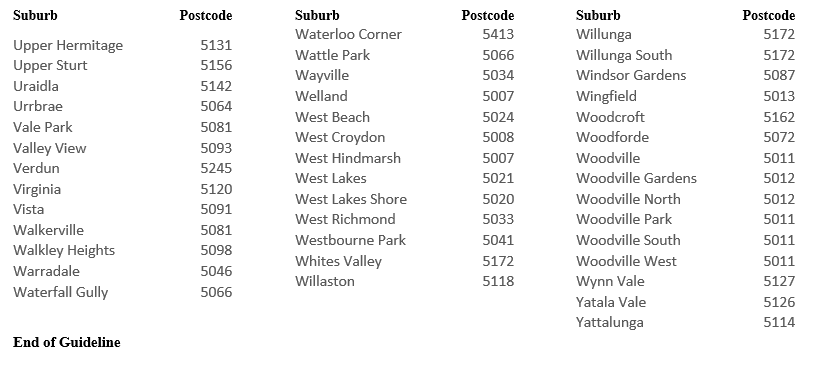 Suburb Postcode
Upper Hermitage 5131
Upper Sturt 5156
Uraidla 5142
Urrbrae 5064
Vale Park 5081
Valley View 5093
Verdun 5245
Virginia 5120
Vista 5091
Walkerville 5081
Walkley Heights 5098
Warradale 5046
Waterfall Gully 5066
Suburb Postcode
Waterloo Corner 5413
Wattle Park 5066
Wayville 5034
Welland 5007
West Beach 5024
West Croydon 5008
West Hindmarsh 5007
West Lakes 5021
West Lakes Shore 5020
West Richmond 5033
Westbourne Park 5041
Whites Valley 5172
Willaston 5118
Suburb Postcode
Willunga 5172
Willunga South 5172
Windsor Gardens 5087
Wingfield 5013
Woodcroft 5162
Woodforde 5072
Woodville 5011
Woodville Gardens 5012
Woodville North 5012
Woodville Park 5011
Woodville South 5011
Woodville West 5011
Wynn Vale 5127
Yatala Vale 5126
Yattalunga 5114
End of Guideline